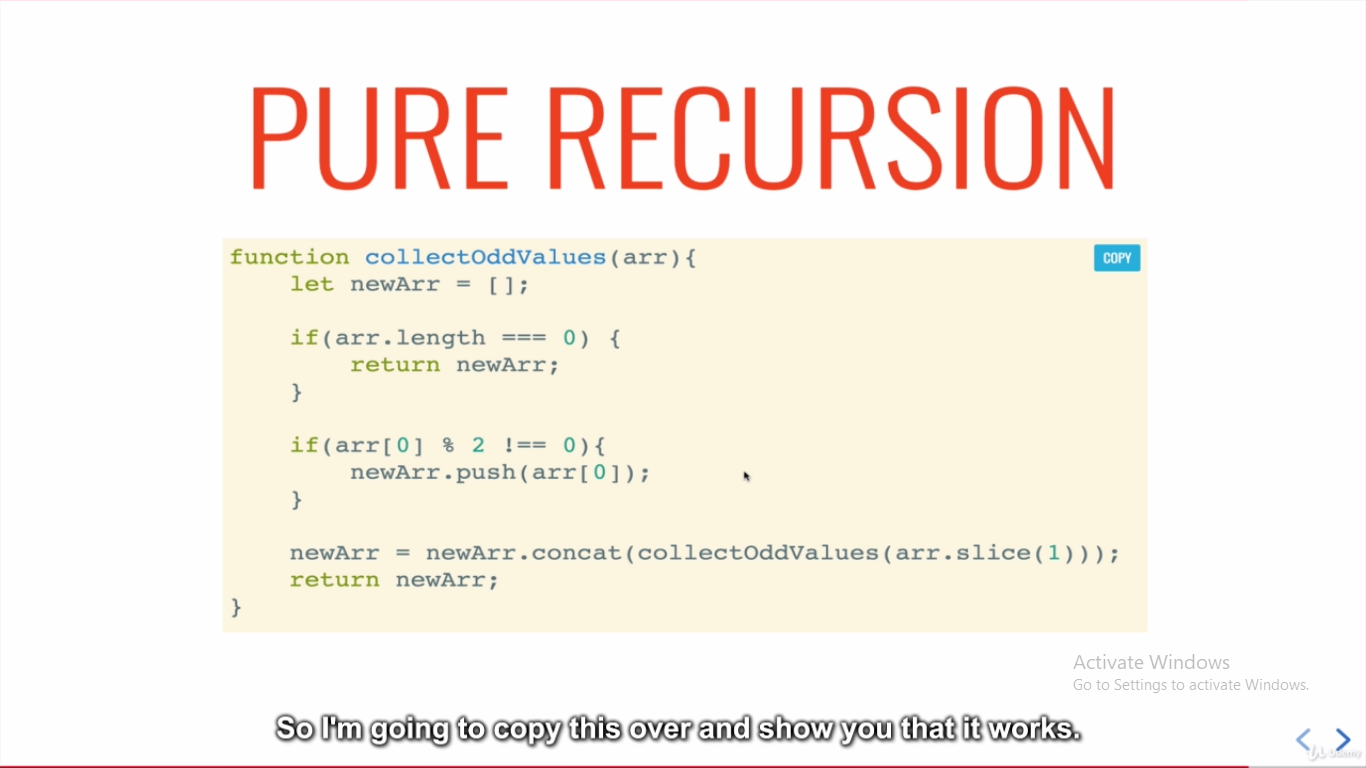 PURE RECURSION
function collectOddValues(arr){
COPY
    let newArr = [];
    if(arr.length === 0) {
        return newArr;
    }
    if(arr[0] % 2 !== 0){
        newArr.push(arr[0]);
    }
    newArr = newArr.concat(collectOddValues(arr.slice(1)));
    return newArr;
}
Activate Windows
Go to Settings to activate Windows.
So I'm going to copy this over and show you that it works.
Udemy